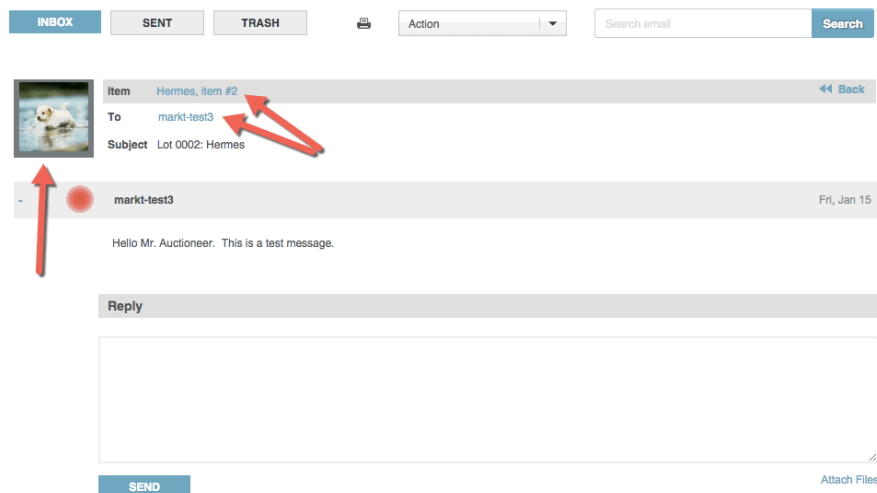 INBOX SENT TRASH Action Search email Search
Item Hermes, item #2 Back
To markt-test3
Subject Lot 0002: Hermes
- markt-test3 Fri, Jan 15
Hello Mr. Auctioneer. This is a test message.
Reply
Attach Files
SEND